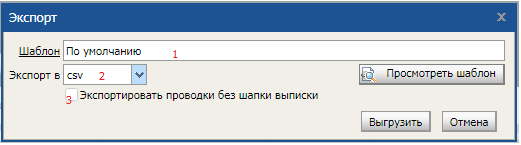 Экспорт x
Шаблон По умолчанию 1
Экспорт в csv 2 Просмотреть шаблон
3 Экспортировать проводки без шапки выписки
Выгрузить Отмена